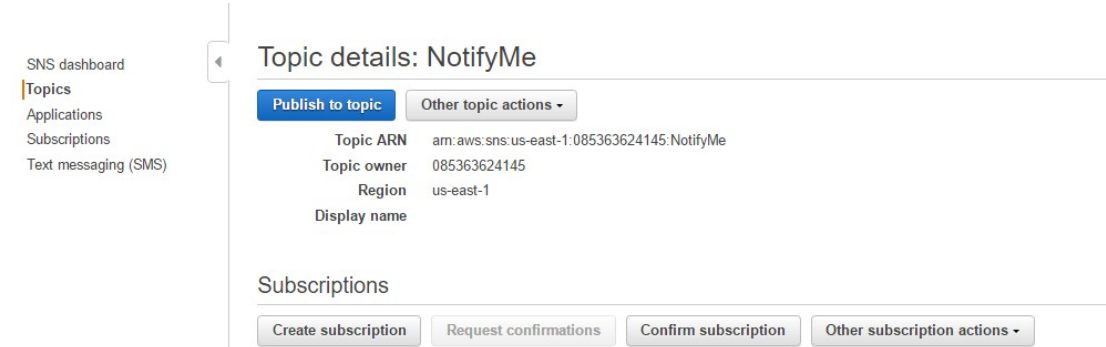 SNS dashboard
Topics
Applications
Subscriptions
Text messaging (SMS)
Topic details: NotifyMe
Publish to topic Other topic actions
Topic ARN arn:aws:sns:us-east-1:085363624145:NotifyMe
Topic owner 085363624145
Region us-east-1
Display name
Subscriptions
Create subscription Request confirmations Confirm subscription Other subscription actions